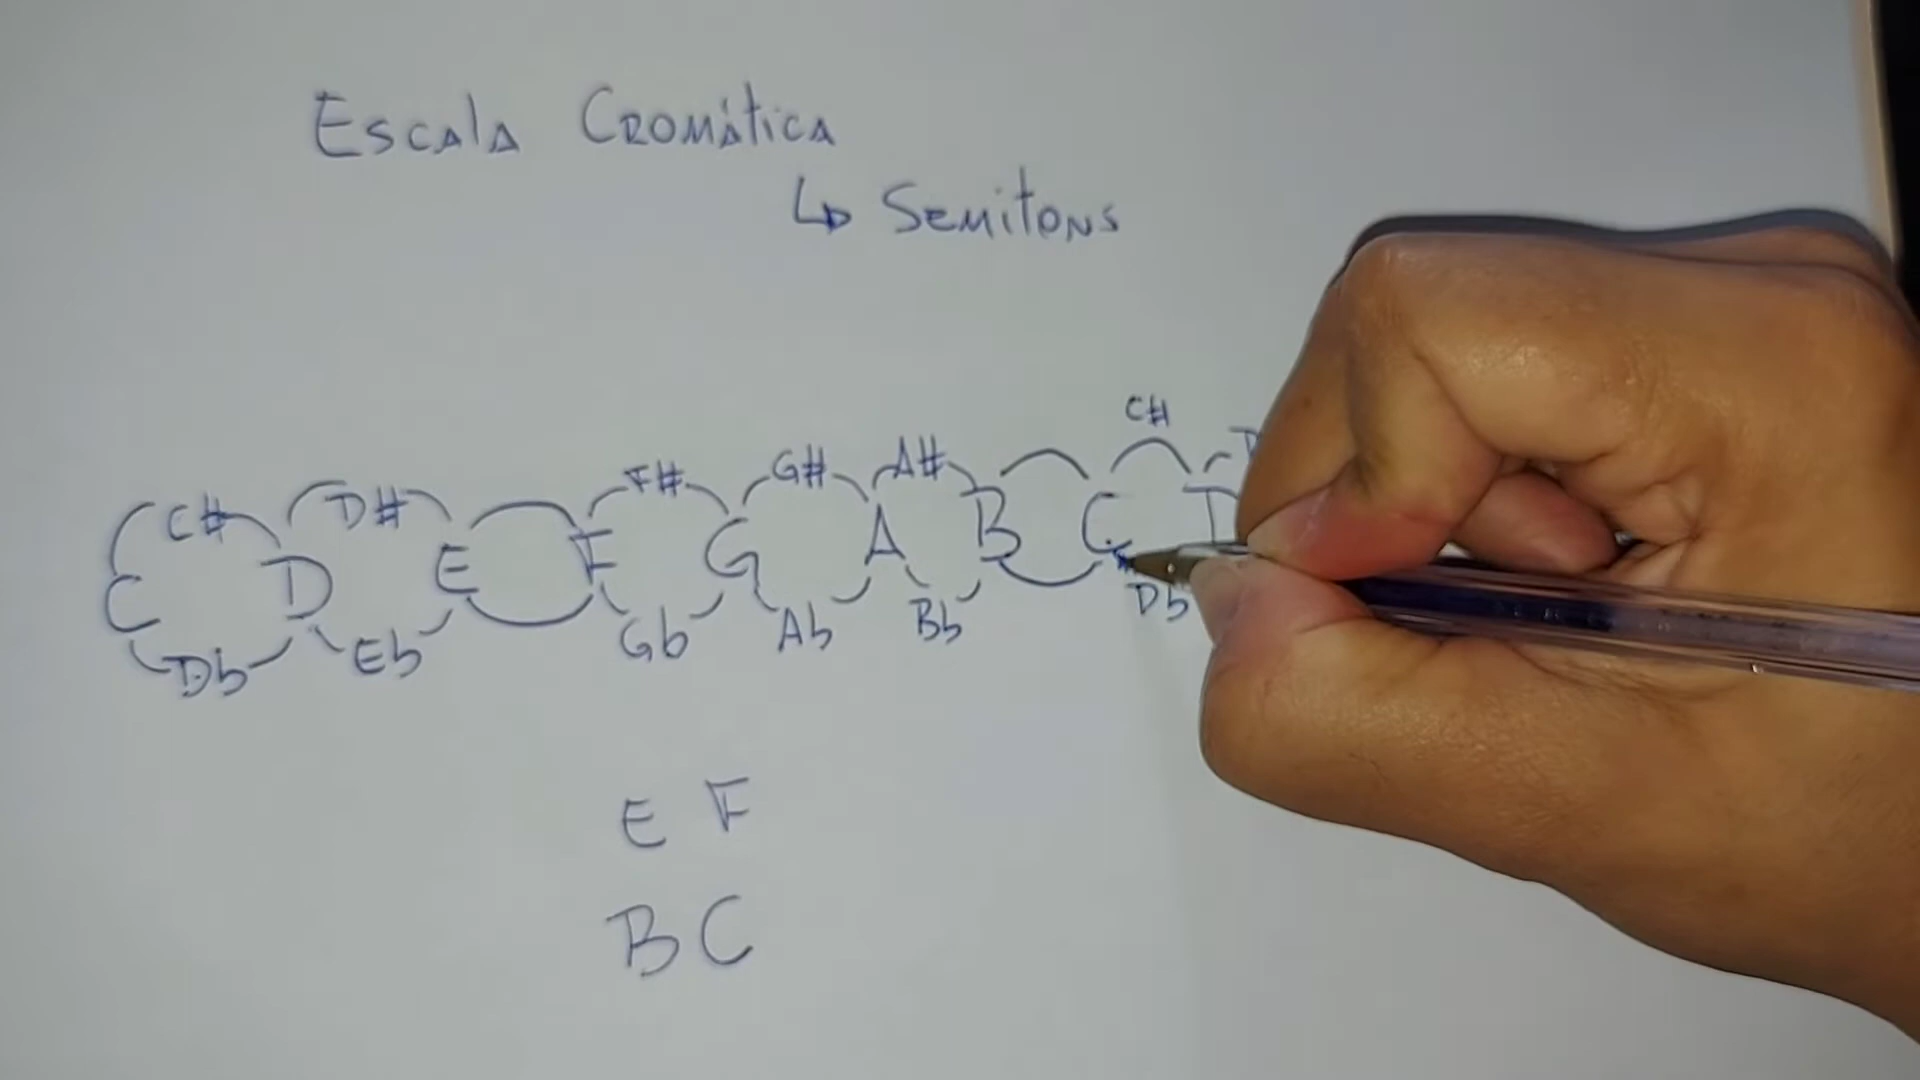 Escala Cromática
↳ Semitons
C# D# F# G# A# C#
C D E F G A B C D
Db Eb Gb Ab Bb Db
E F
B C